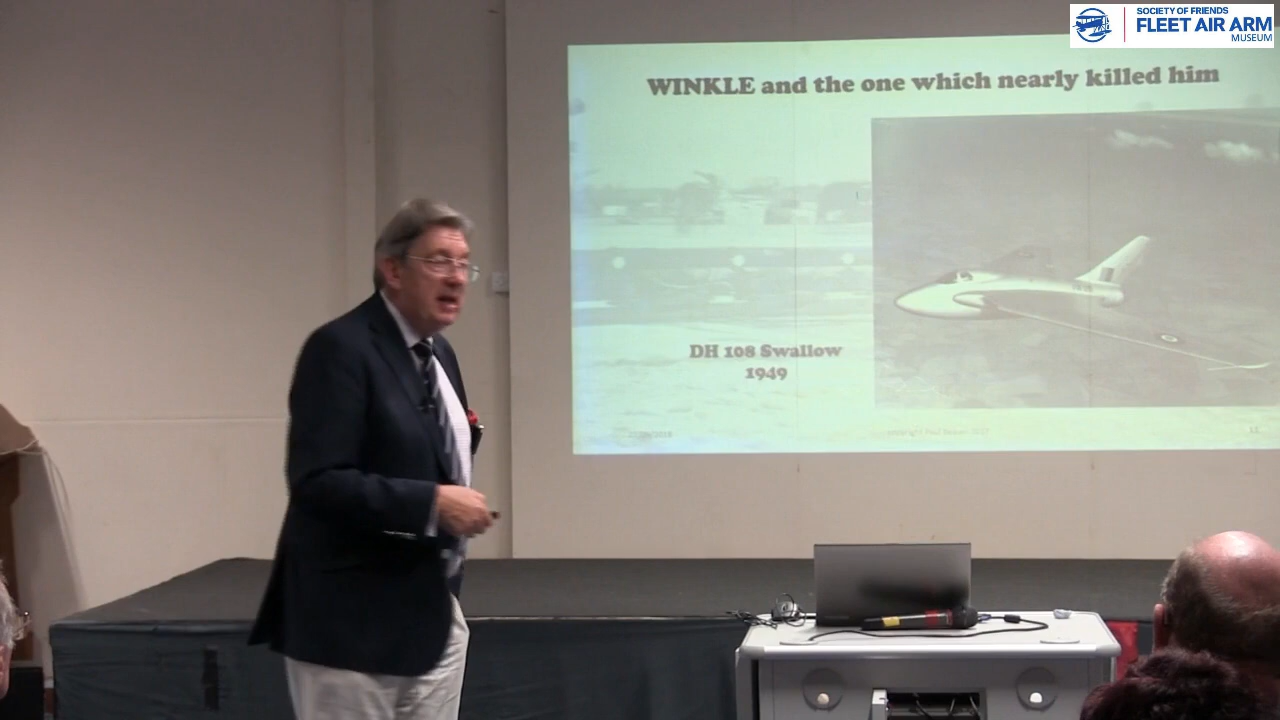 SOCIETY OF FRIENDS
FLEET AIR ARM
MUSEUM
WINKLE and the one which nearly killed him
DH 108 Swallow
1949